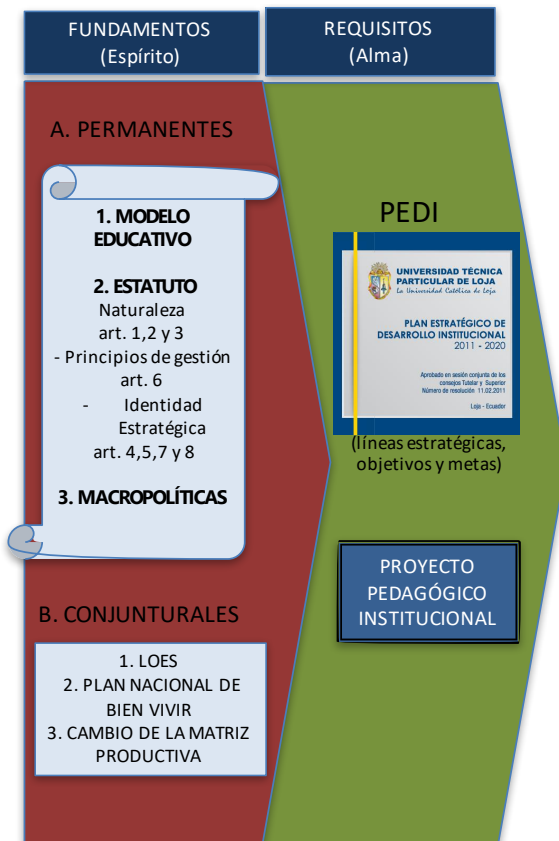 FUNDAMENTOS
(Espírito)
REQUISITOS
(Alma)
A. PERMANENTES
1. MODELO
EDUCATIVO
2. ESTATUTO
Naturaleza
art. 1,2 y 3
- Principios de gestión
art. 6
- Identidad
Estratégica
art. 4,5,7 y 8
3. MACROPOLÍTICAS
B. CONJUNTURALES
1. LOES
2. PLAN NACIONAL DE
BIEN VIVIR
3. CAMBIO DE LA MATRIZ
PRODUCTIVA
PEDI
UNIVERSIDAD TÉCNICA
PARTICULAR DE LOJA
La Universidad Católica de Loja
PLAN ESTRATÉGICO DE
DESARROLLO INSTITUCIONAL
2011 - 2020
Aprobado en sesión conjunta de los
consejos Tutelar y Superior
Número de resolución 11.02.2011
Loja - Ecuador
(líneas estratégicas,
objetivos y metas)
PROYECTO
PEDAGÓGICO
INSTITUCIONAL